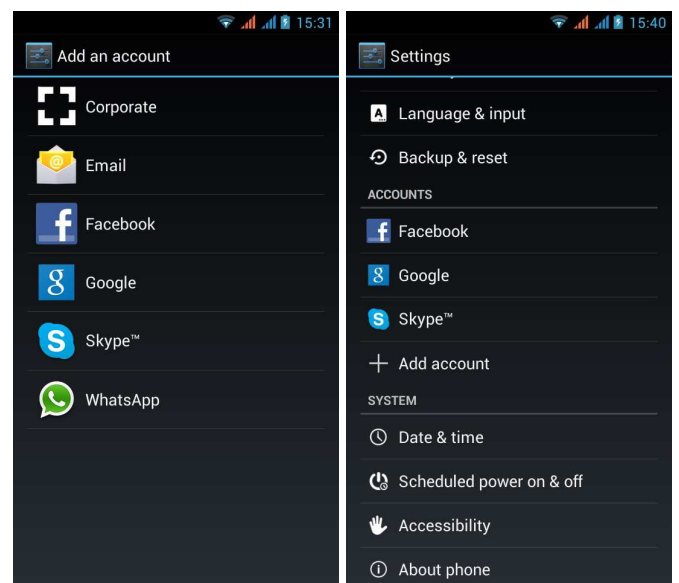 15:31
Add an account
Corporate
Email
Facebook
Google
Skype™
WhatsApp
15:40
Settings
Language & input
Backup & reset
ACCOUNTS
Facebook
Google
Skype™
Add account
SYSTEM
Date & time
Scheduled power on & off
Accessibility
About phone